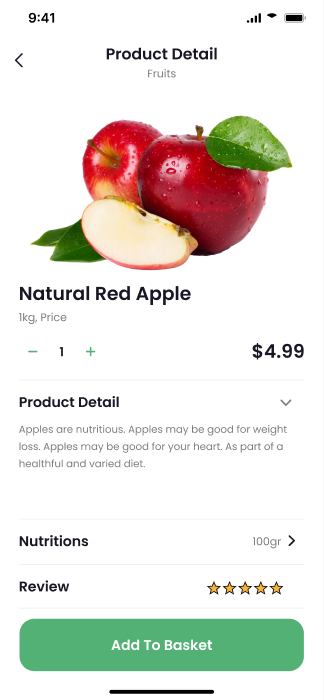 9:41
Product Detail
Fruits
Natural Red Apple
1kg, Price
− 1 +
$4.99
Product Detail
Apples are nutritious. Apples may be good for weight
loss. Apples may be good for your heart. As part of a
healthful and varied diet.
Nutritions
100gr
Review
Add To Basket